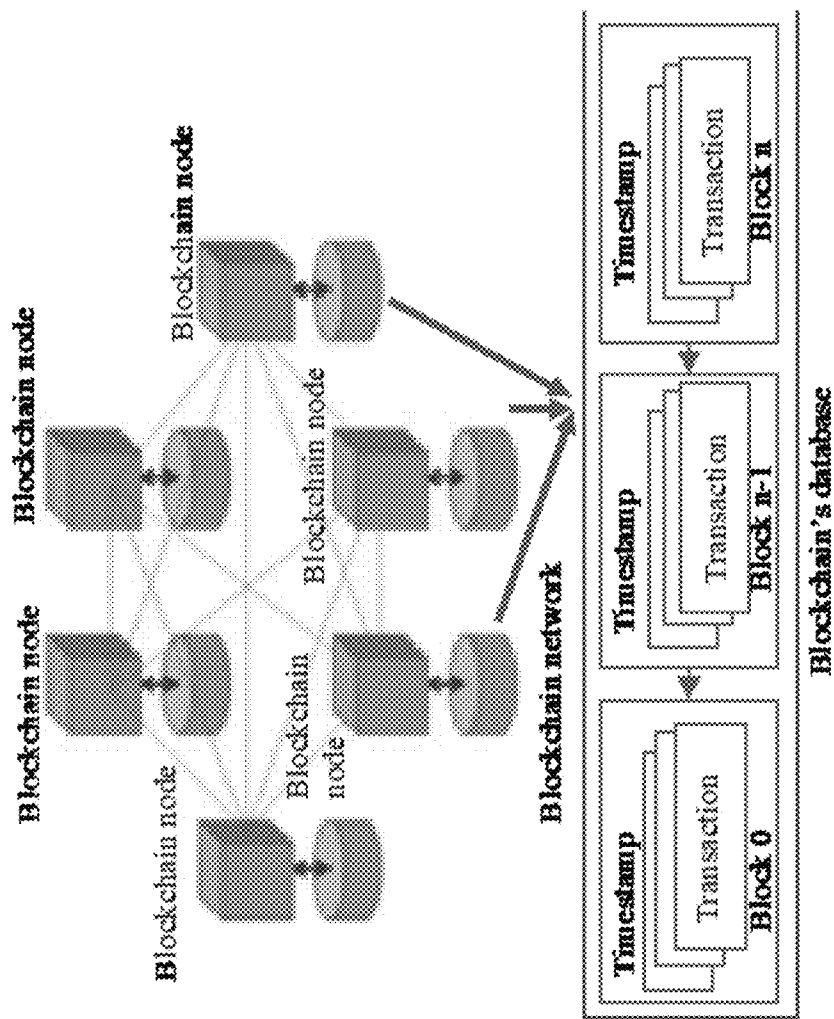 Blockchain node
Blockchain node
Blockchain node
Blockchain node
Blockchain
node
Blockchain node
Blockchain network
Timestamp
Transaction
Block 0
Timestamp
Transaction
Block n-1
Timestamp
Transaction
Block n
Blockchain's database